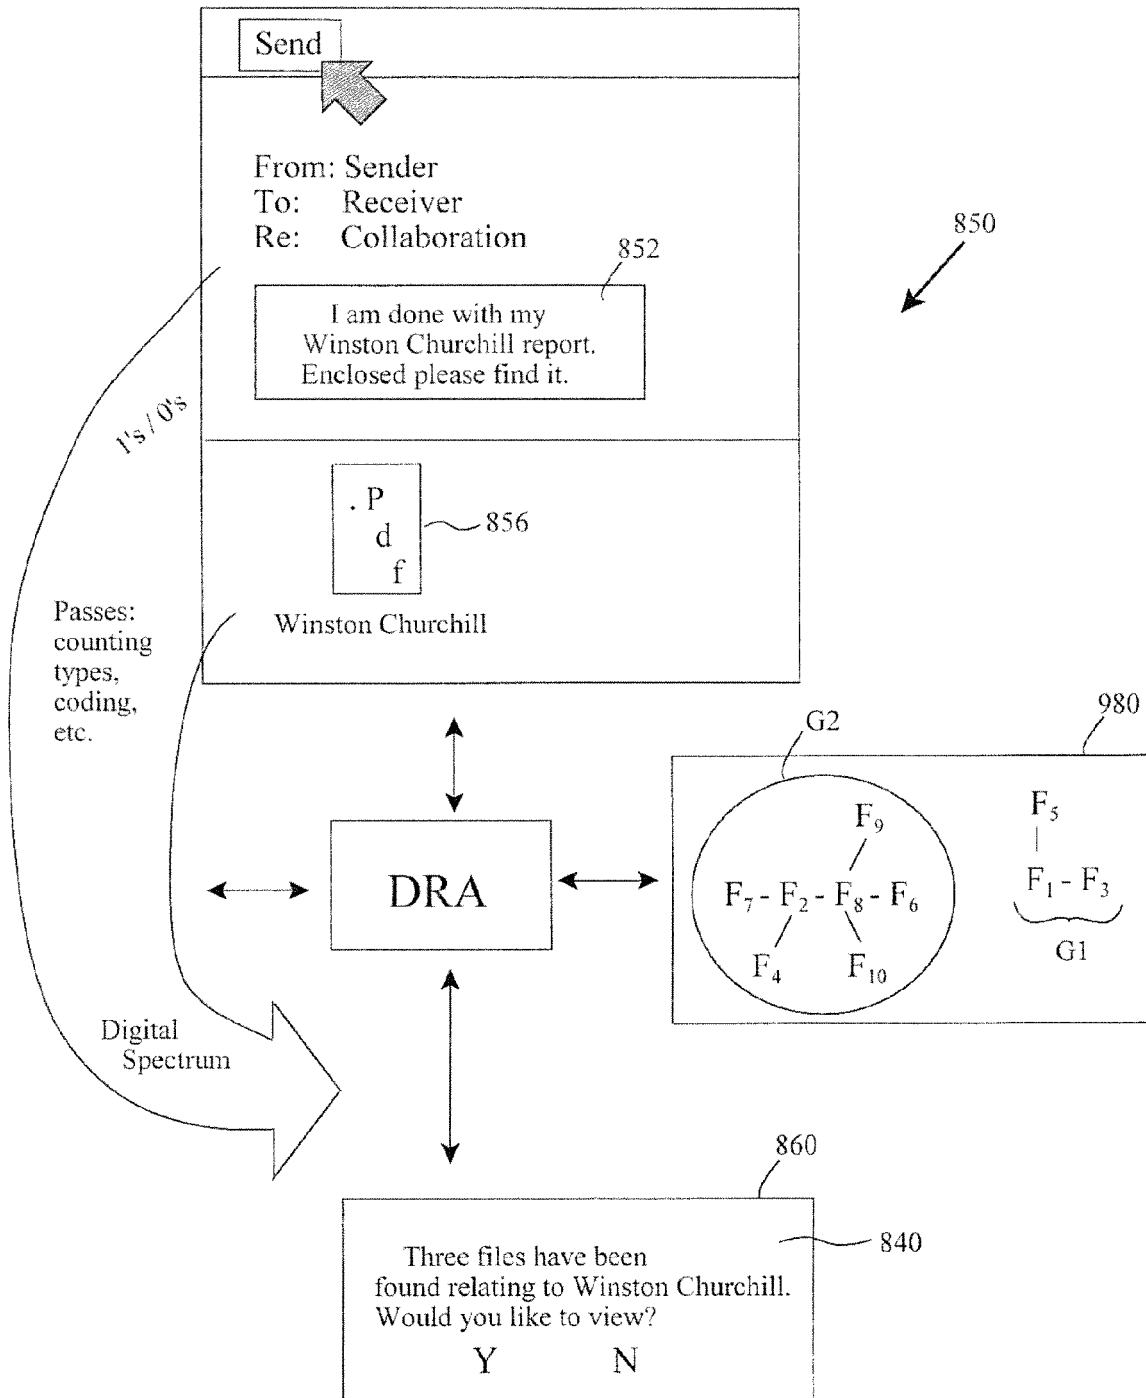 Send
From: Sender
To: Receiver
Re: Collaboration
850
852
I am done with my
Winston Churchill report.
Enclosed please find it.
1's / 0's
. P
d
f
856
Winston Churchill
Passes:
counting
types,
coding,
etc.
G2
980
F9
F5
DRA
F7 - F2 - F8 - F6
F1 - F3
F4
F10
G1
Digital
Spectrum
860
840
Three files have been
found relating to Winston Churchill.
Would you like to view?
Y N